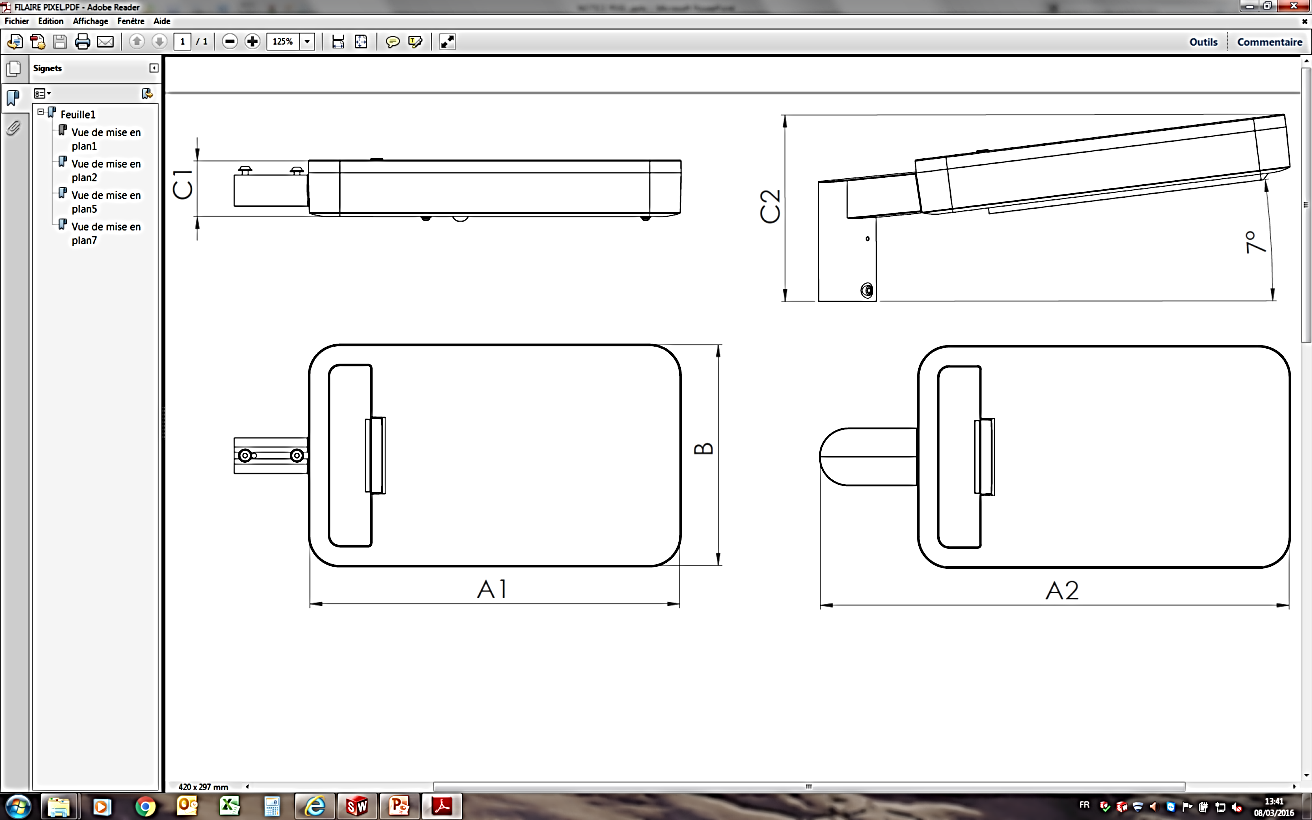 FILAIRE PIXEL.PDF - Adobe Reader
Fichier Edition Affichage Fenêtre Aide
1 / 1 125% Outils Commentaire
Signets
Feuille1
Vue de mise en
plan1
Vue de mise en
plan2
Vue de mise en
plan5
Vue de mise en
plan7
C1
C2
7°
B
A1
A2
420 x 297 mm
FR
13:41
08/03/2016